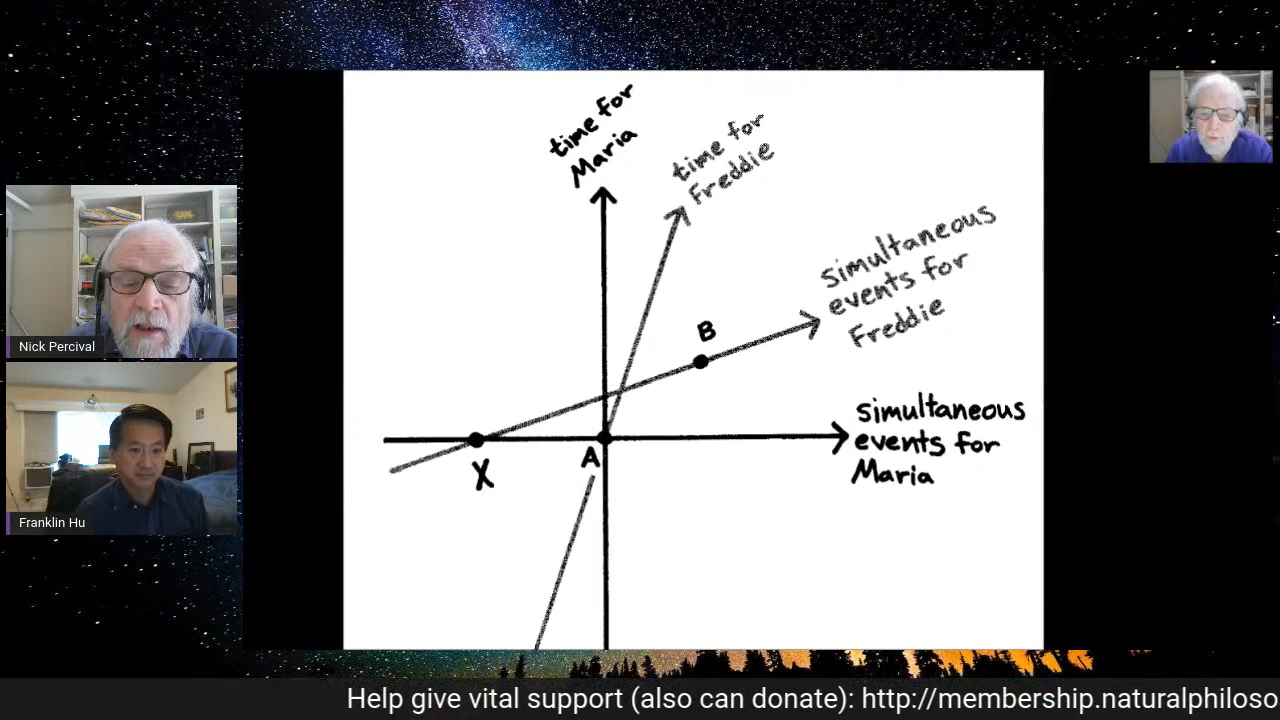 time for
Maria
time for
Freddie
simultaneous
events for
Freddie
B
simultaneous
events for
Maria
A
X
Nick Percival
Franklin Hu
Help give vital support (also can donate): http://membership.naturalphiloso